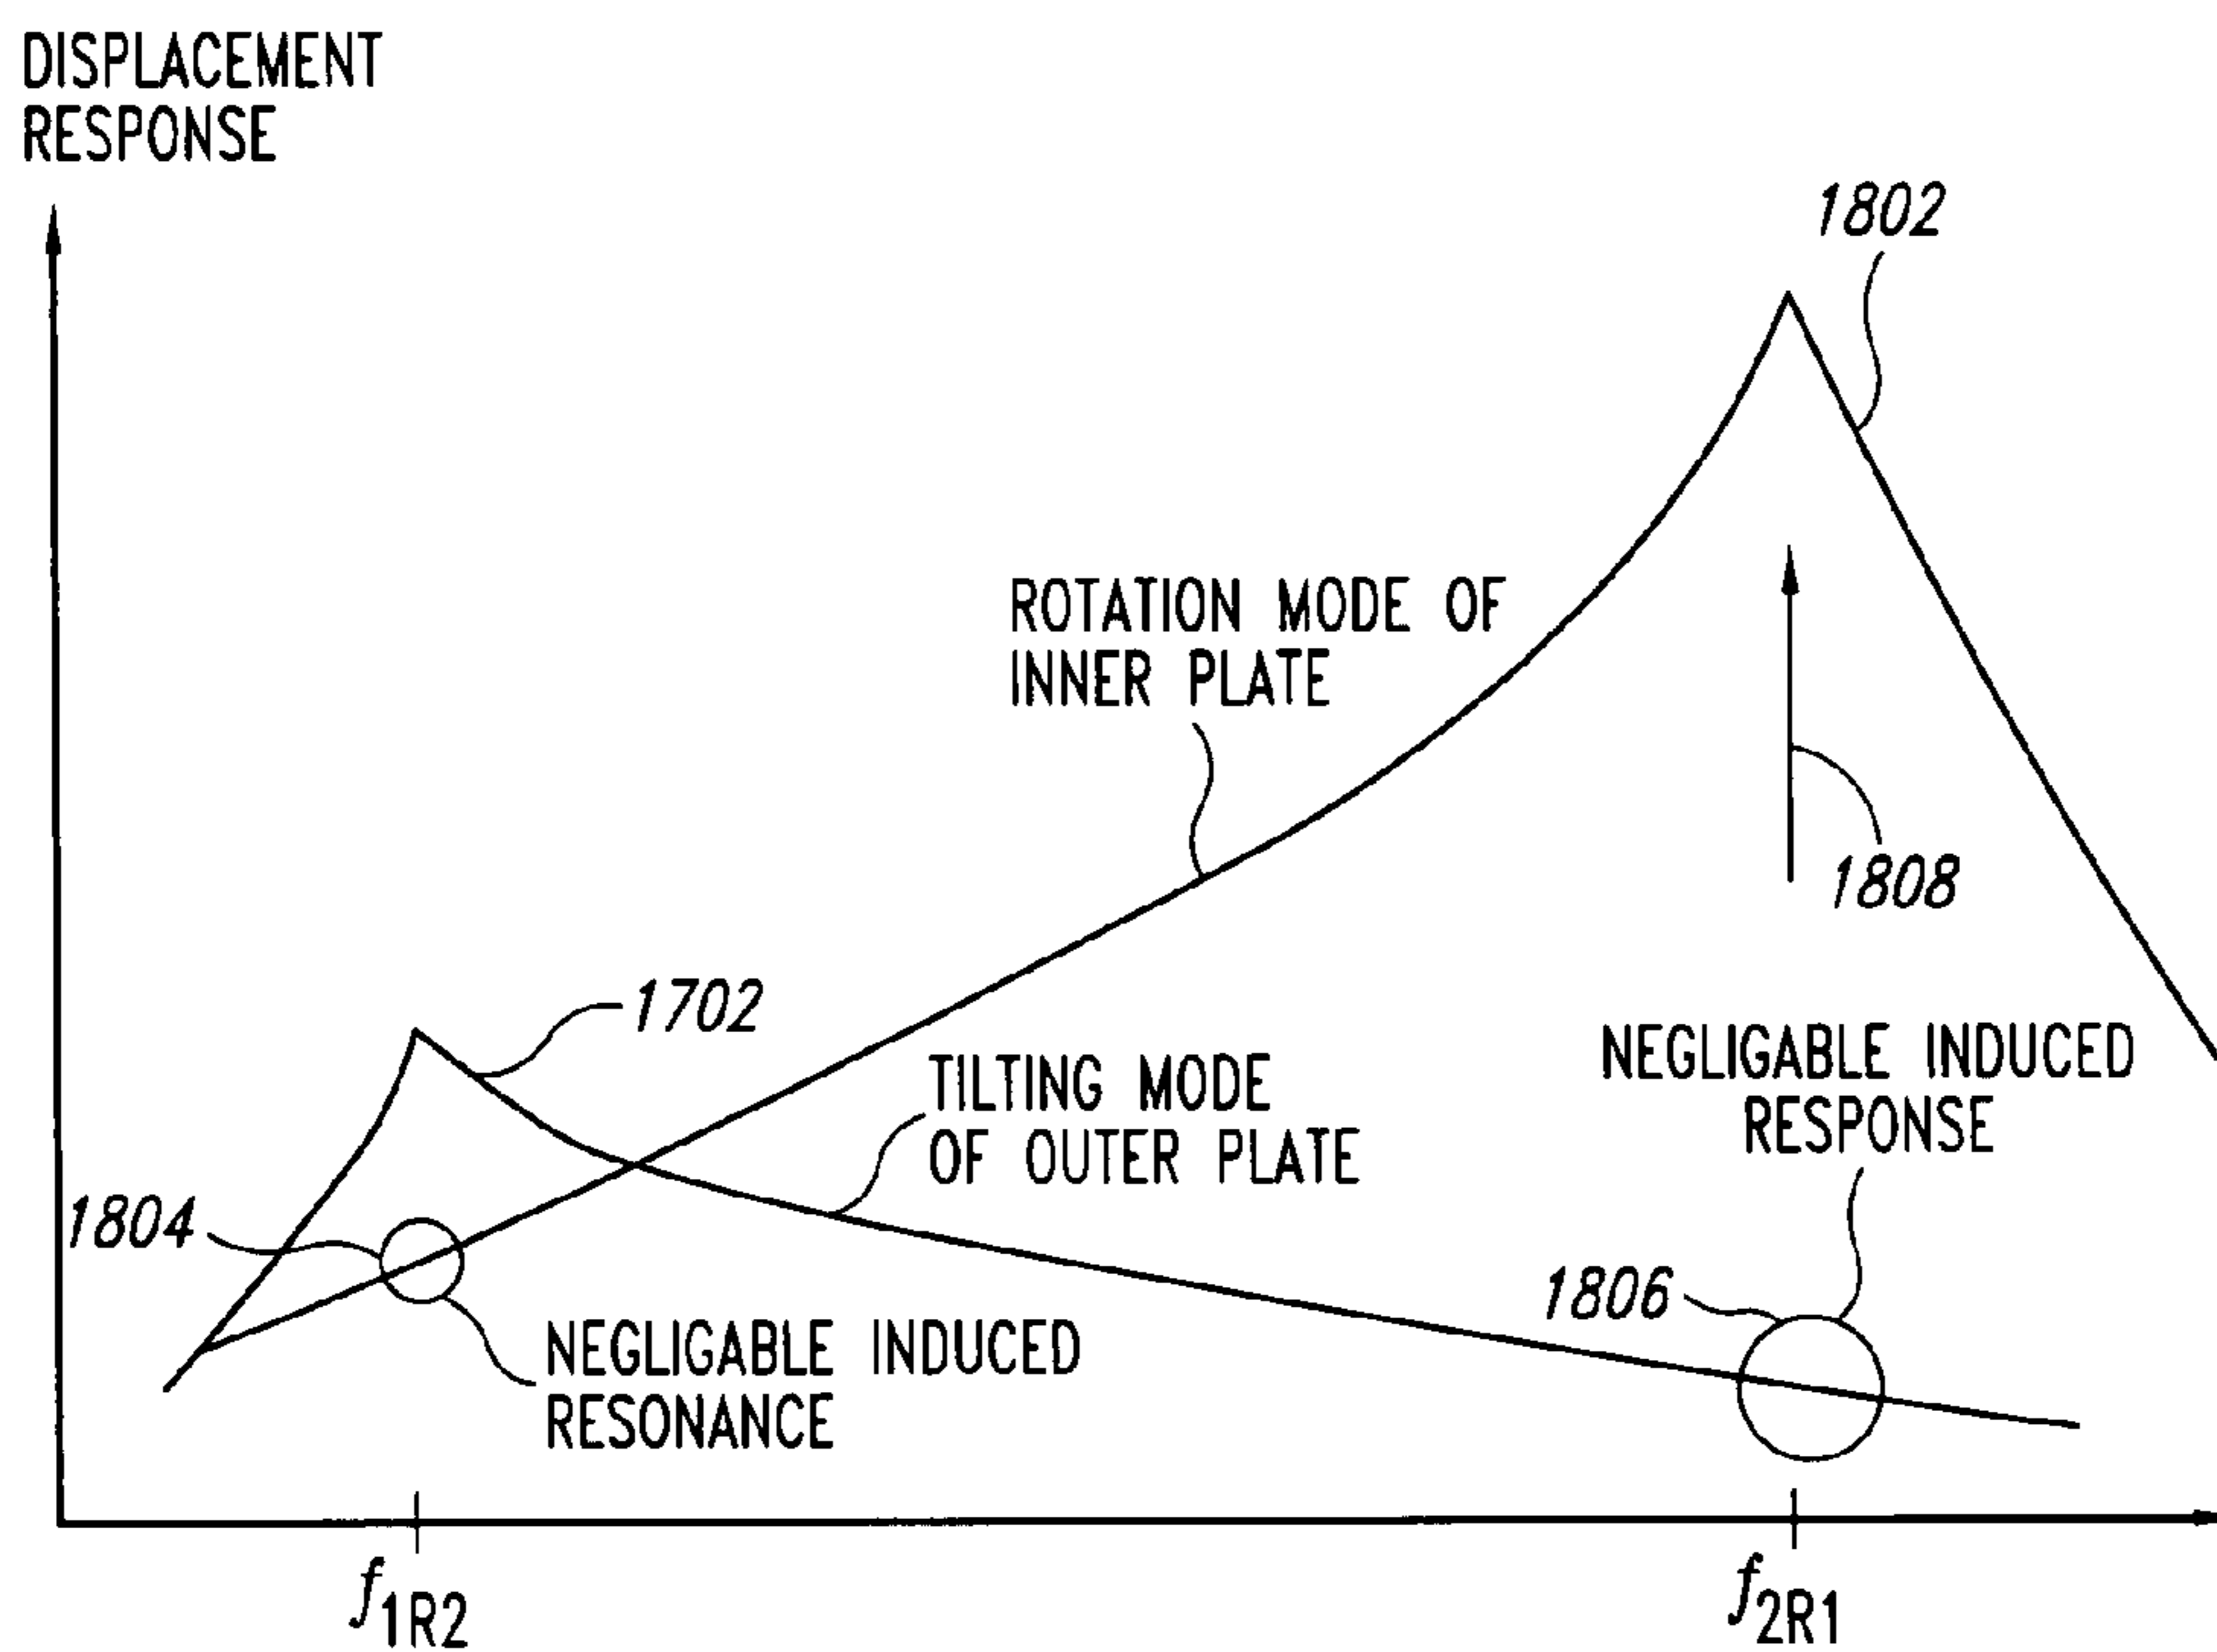 DISPLACEMENT
RESPONSE
1802
ROTATION MODE OF
INNER PLATE
1808
1702
TILTING MODE
OF OUTER PLATE
NEGLIGABLE INDUCED
RESPONSE
1804
1806
NEGLIGABLE INDUCED
RESONANCE
f1R2
f2R1